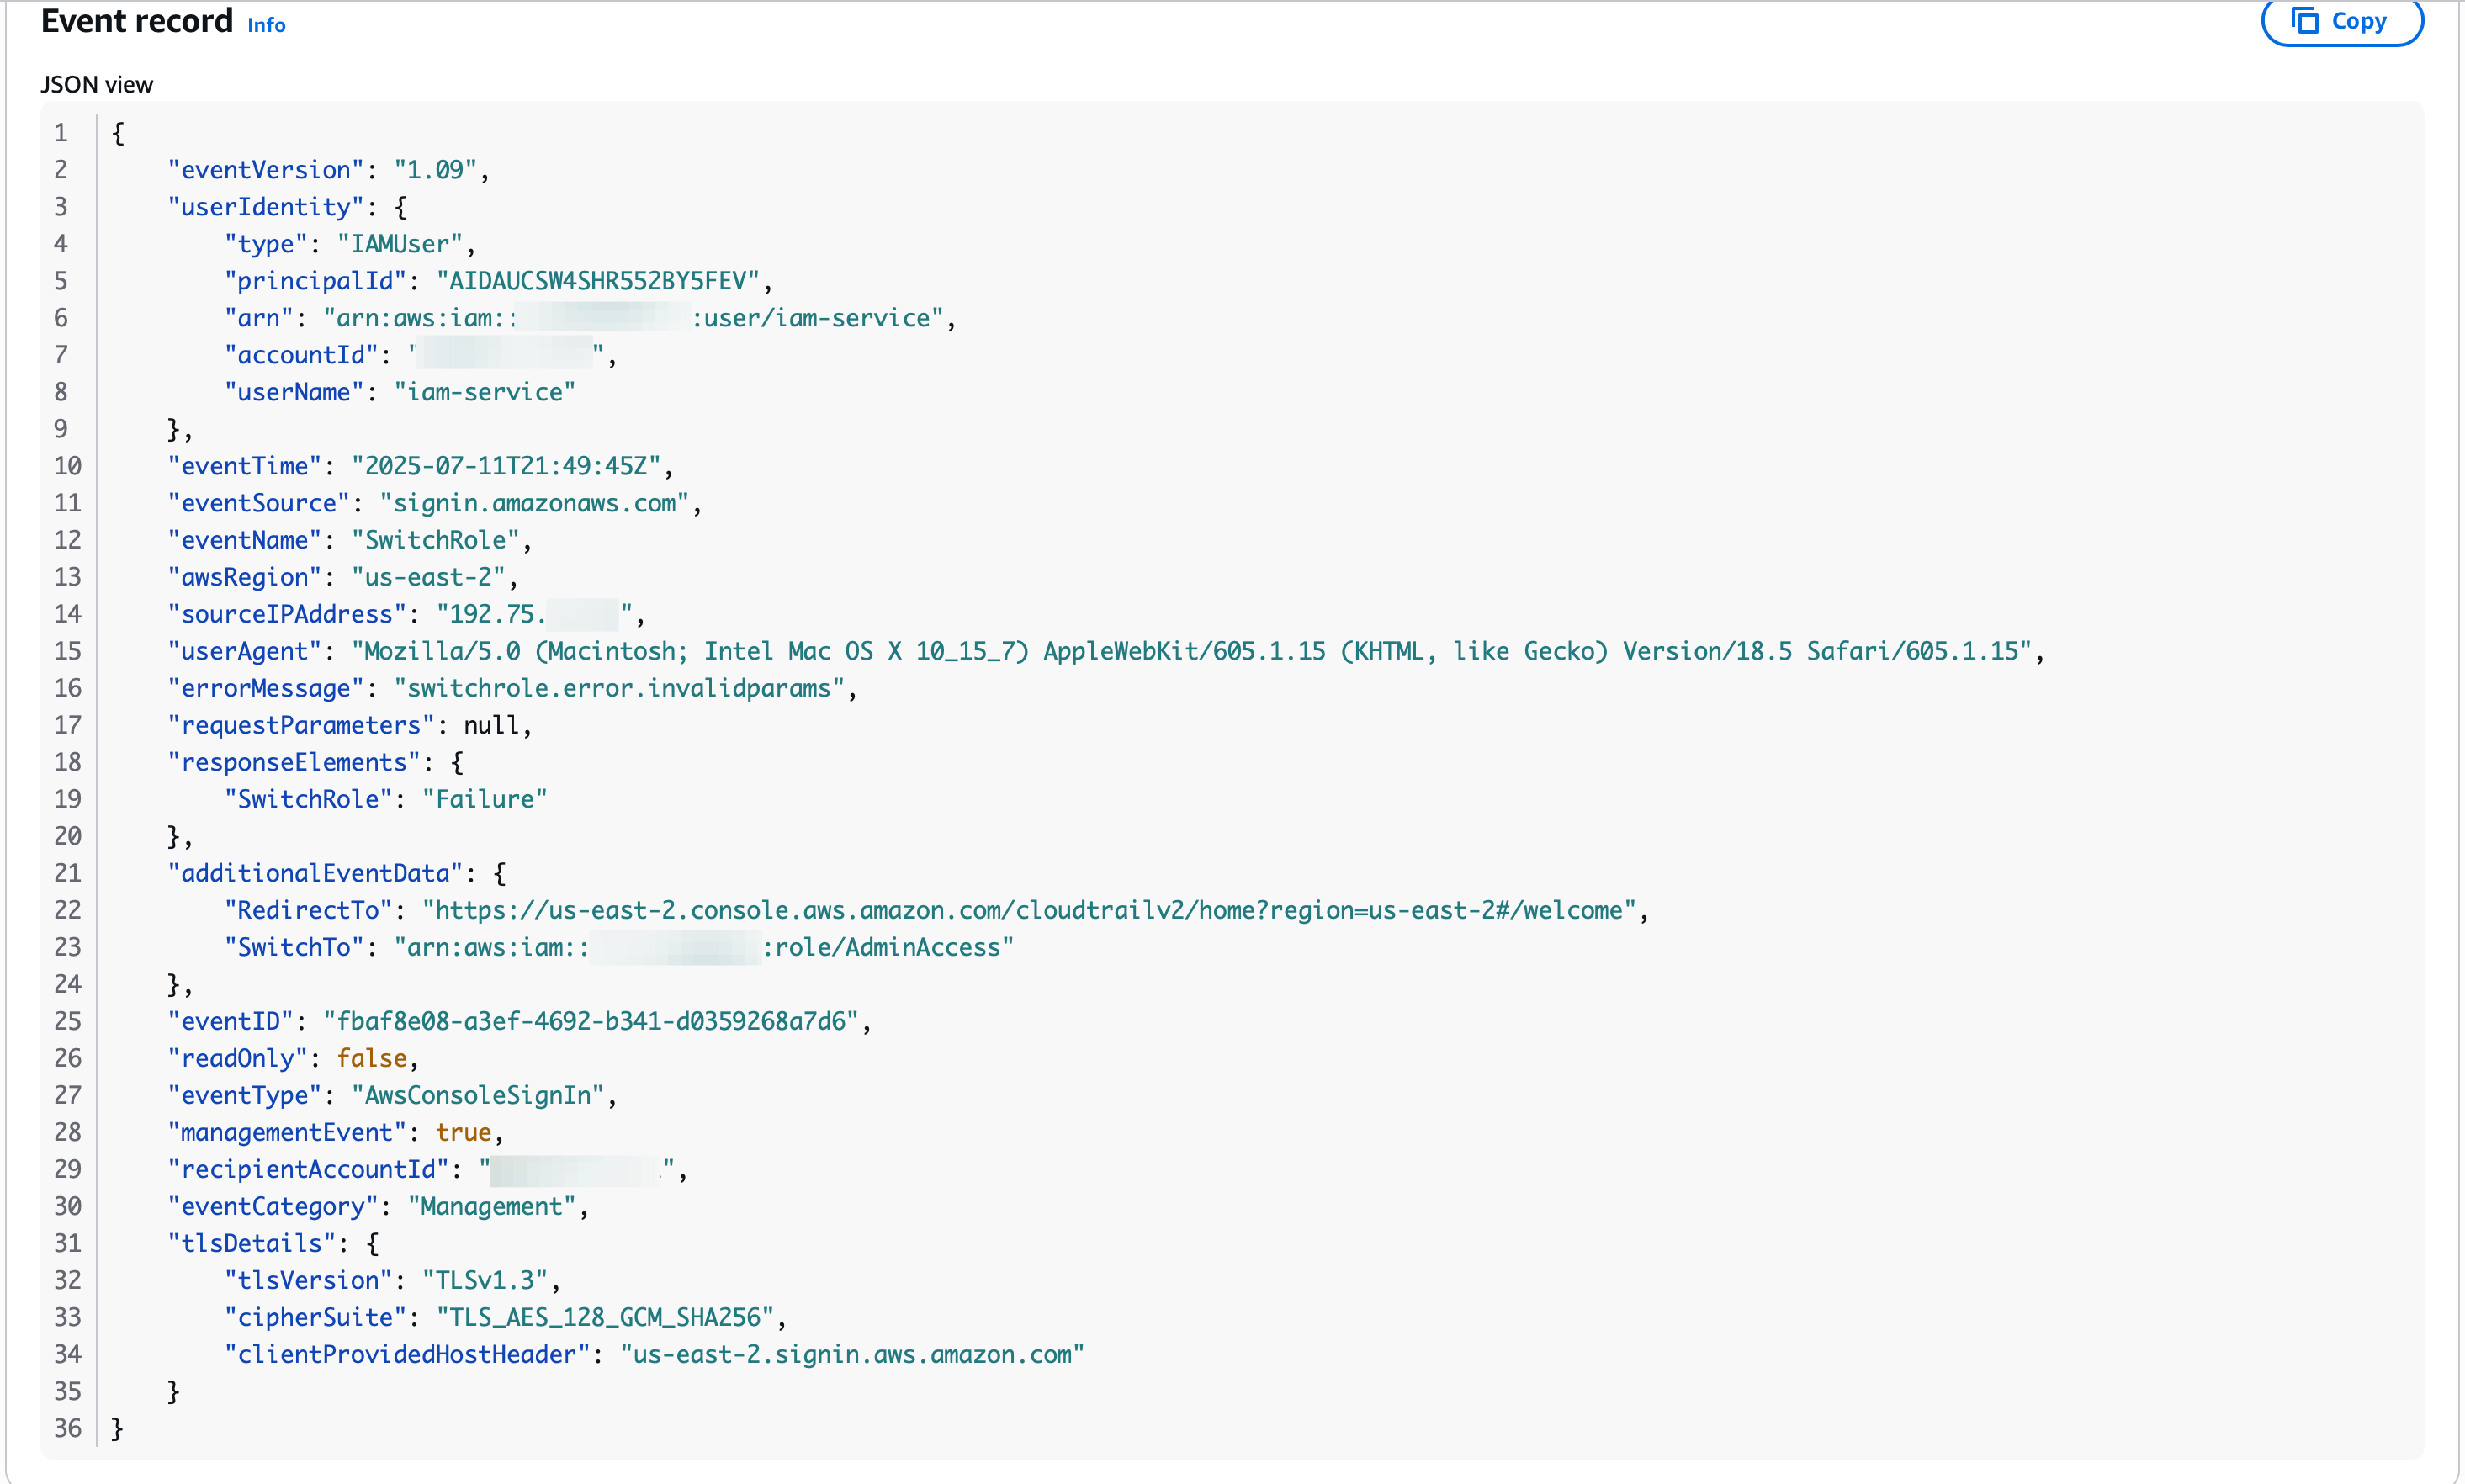 Event record Info
Copy
JSON view
1 {
2 "eventVersion": "1.09",
3 "userIdentity": {
4 "type": "IAMUser",
5 "principalId": "AIDAUCSW4SHR552BY5FEV",
6 "arn": "arn:aws:iam:: :user/iam-service",
7 "accountId": " ",
8 "userName": "iam-service"
9 },
10 "eventTime": "2025-07-11T21:49:45Z",
11 "eventSource": "signin.amazonaws.com",
12 "eventName": "SwitchRole",
13 "awsRegion": "us-east-2",
14 "sourceIPAddress": "192.75. ",
15 "userAgent": "Mozilla/5.0 (Macintosh; Intel Mac OS X 10_15_7) AppleWebKit/605.1.15 (KHTML, like Gecko) Version/18.5 Safari/605.1.15",
16 "errorMessage": "switchrole.error.invalidparams",
17 "requestParameters": null,
18 "responseElements": {
19 "SwitchRole": "Failure"
20 },
21 "additionalEventData": {
22 "RedirectTo": "https://us-east-2.console.aws.amazon.com/cloudtrailv2/home?region=us-east-2#/welcome",
23 "SwitchTo": "arn:aws:iam:: :role/AdminAccess"
24 },
25 "eventID": "fbaf8e08-a3ef-4692-b341-d0359268a7d6",
26 "readOnly": false,
27 "eventType": "AwsConsoleSignIn",
28 "managementEvent": true,
29 "recipientAccountId": " ",
30 "eventCategory": "Management",
31 "tlsDetails": {
32 "tlsVersion": "TLSv1.3",
33 "cipherSuite": "TLS_AES_128_GCM_SHA256",
34 "clientProvidedHostHeader": "us-east-2.signin.aws.amazon.com"
35 }
36 }